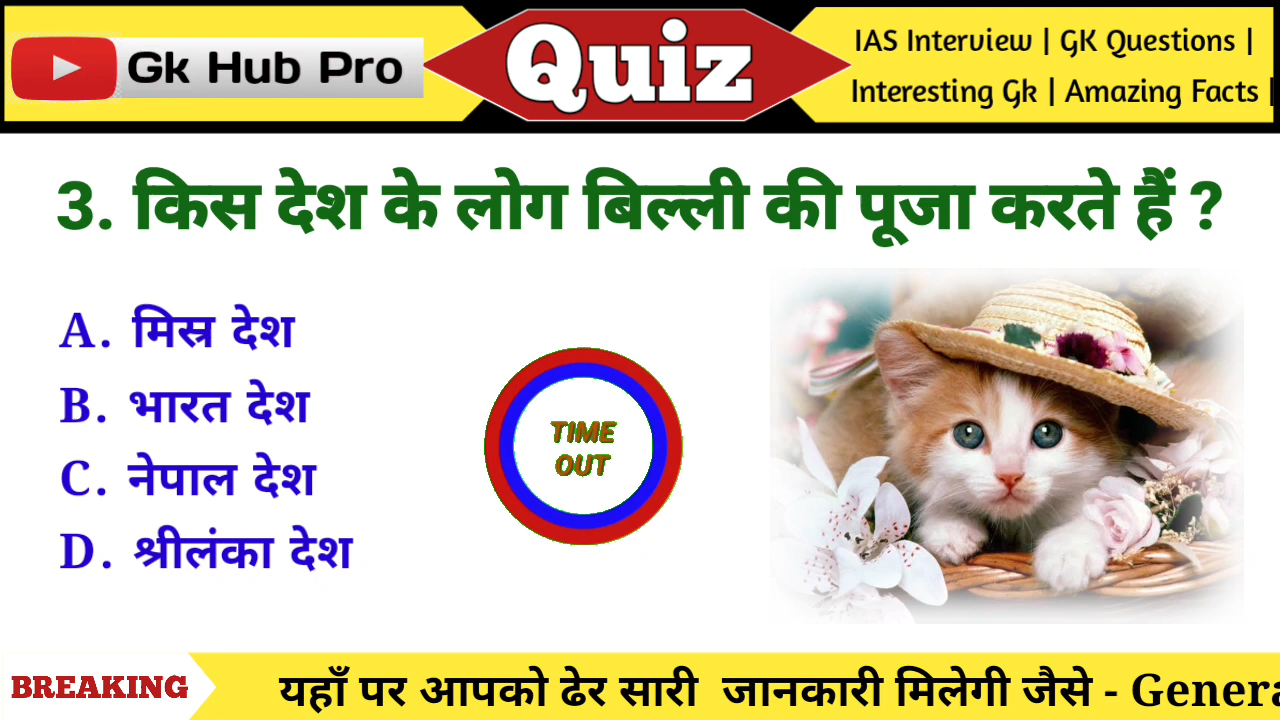 Gk Hub Pro
Quiz
IAS Interview | GK Questions |
Interesting Gk | Amazing Facts |
3. किस देश के लोग बिल्ली की पूजा करते हैं ?
A. मिस्र देश
B. भारत देश
C. नेपाल देश
D. श्रीलंका देश
TIME
OUT
BREAKING
यहाँ पर आपको ढेर सारी जानकारी मिलेगी जैसे - Genera